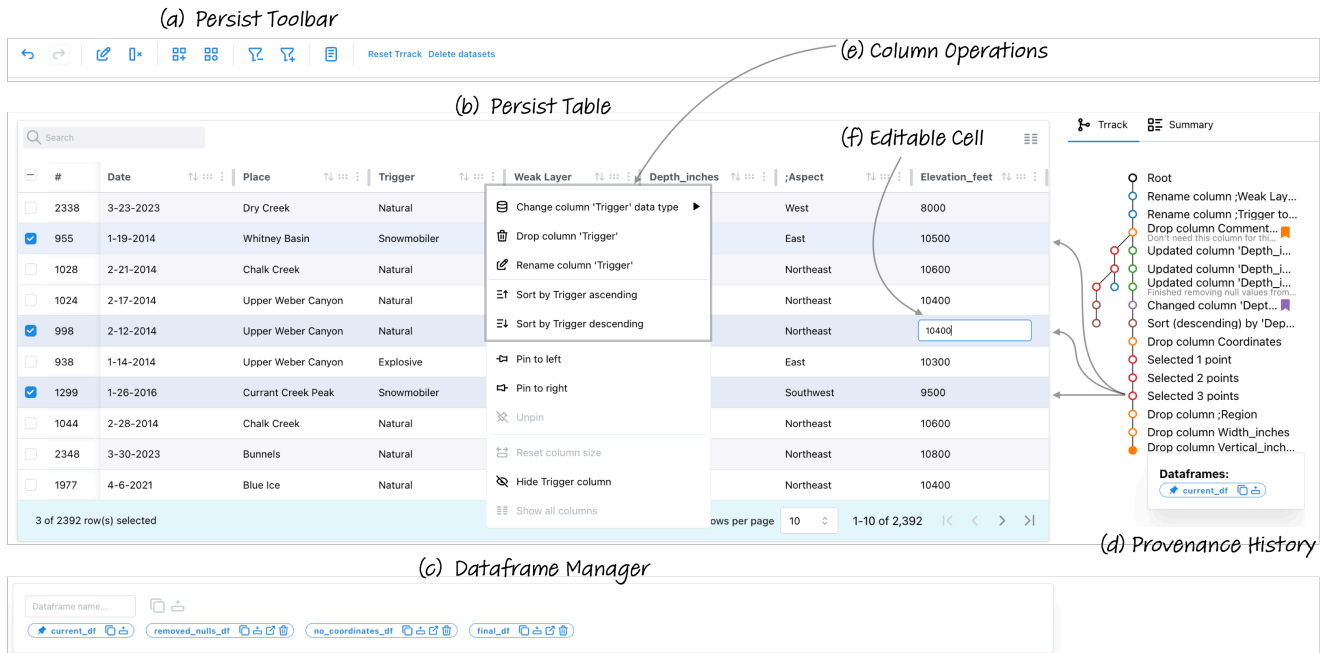 (a) Persist Toolbar
Reset Trrack Delete datasets
(e) Column Operations
(b) Persist Table
Search
(f) Editable Cell
Trrack Summary
# Date Place Trigger Weak Layer Depth_inches ;Aspect Elevation_feet
2338 3-23-2023 Dry Creek Natural West 8000
955 1-19-2014 Whitney Basin Snowmobiler East 10500
1028 2-21-2014 Chalk Creek Natural Northeast 10600
1024 2-17-2014 Upper Weber Canyon Natural Northeast 10400
998 2-12-2014 Upper Weber Canyon Natural Northeast 10400
938 1-14-2014 Upper Weber Canyon Explosive East 10300
1299 1-26-2016 Currant Creek Peak Snowmobiler Southwest 9500
1044 2-28-2014 Chalk Creek Natural Northeast 10600
2348 3-30-2023 Bunnels Natural Northeast 10800
1977 4-6-2021 Blue Ice Natural Northeast 10400
Change column 'Trigger' data type
Drop column 'Trigger'
Rename column 'Trigger'
Sort by Trigger ascending
Sort by Trigger descending
Pin to left
Pin to right
Unpin
Reset column size
Hide Trigger column
Show all columns
3 of 2392 row(s) selected
ows per page 10 1-10 of 2,392
Root
Rename column ;Weak Lay...
Rename column ;Trigger to...
Drop column Comment...
Don't need this column for thi...
Updated column 'Depth_i...
Updated column 'Depth_i...
Updated column 'Depth_i...
Finished removing null values from...
Changed column 'Dept...
Sort (descending) by 'Dep...
Drop column Coordinates
Selected 1 point
Selected 2 points
Selected 3 points
Drop column ;Region
Drop column Width_inches
Drop column Vertical_inch...
Dataframes:
current_df
(d) Provenance History
(c) Dataframe Manager
Dataframe name...
current_df removed_nulls_df no_coordinates_df final_df